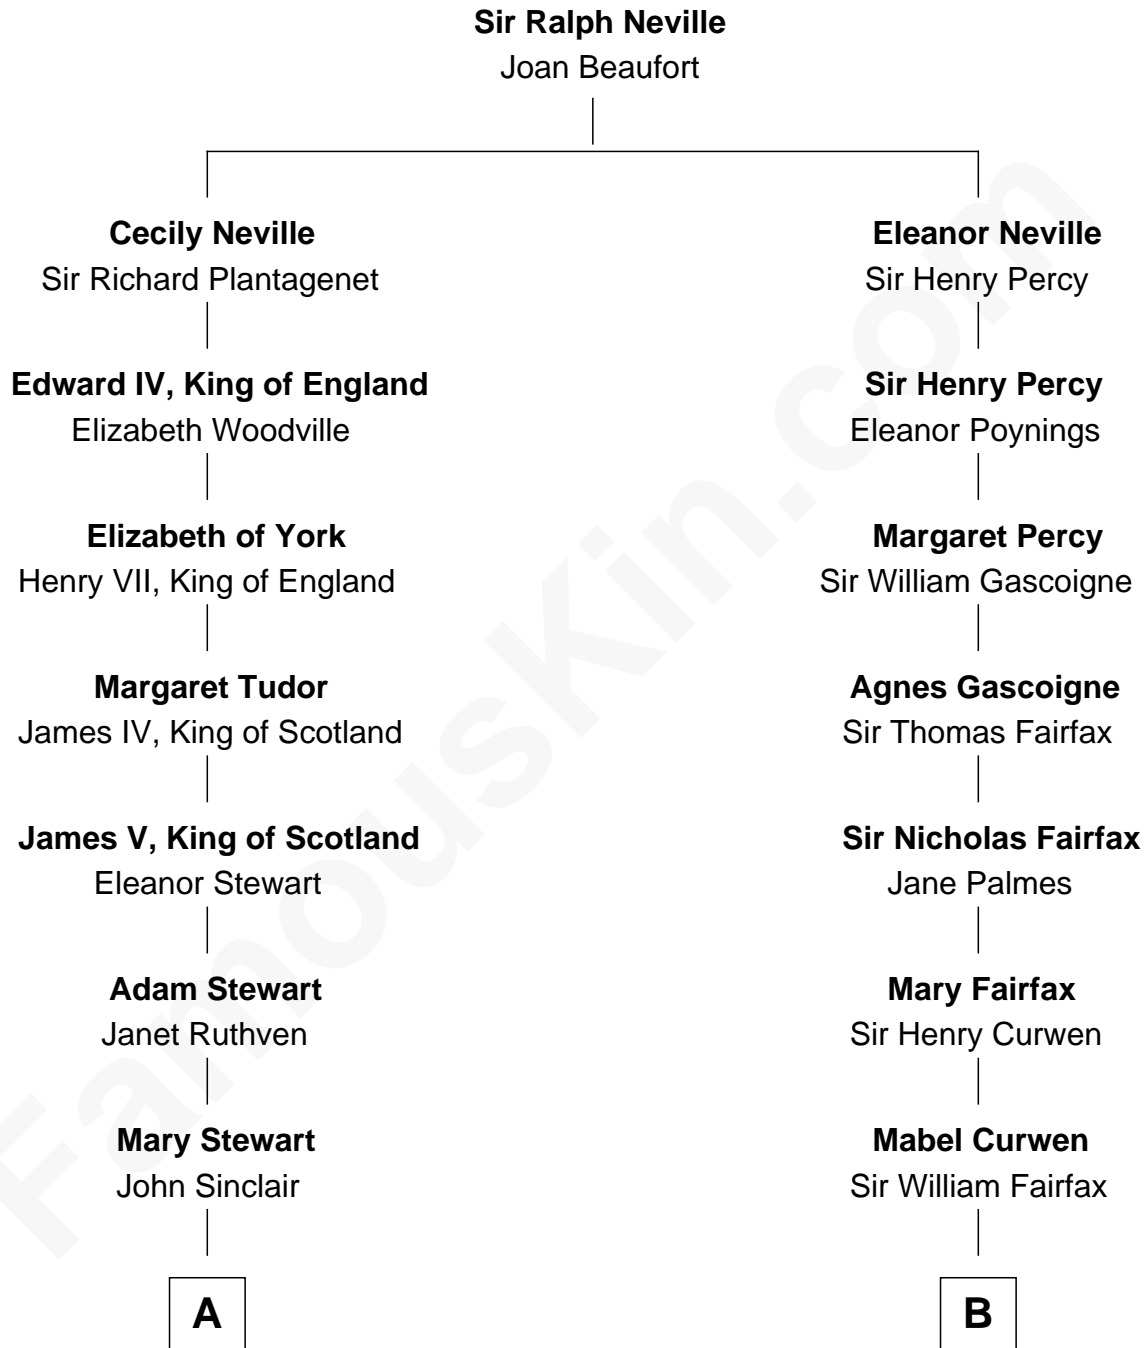 Sir Ralph Neville
Joan Beaufort
Cecily Neville
Sir Richard Plantagenet
Eleanor Neville
Sir Henry Percy
Edward IV, King of England
Elizabeth Woodville
Sir Henry Percy
Eleanor Poynings
Elizabeth of York
Henry VII, King of England
Margaret Percy
Sir William Gascoigne
Margaret Tudor
James IV, King of Scotland
Agnes Gascoigne
Sir Thomas Fairfax
James V, King of Scotland
Eleanor Stewart
Sir Nicholas Fairfax
Jane Palmes
Adam Stewart
Janet Ruthven
Mary Fairfax
Sir Henry Curwen
Mary Stewart
John Sinclair
Mabel Curwen
Sir William Fairfax
A
B
FamousKin.com